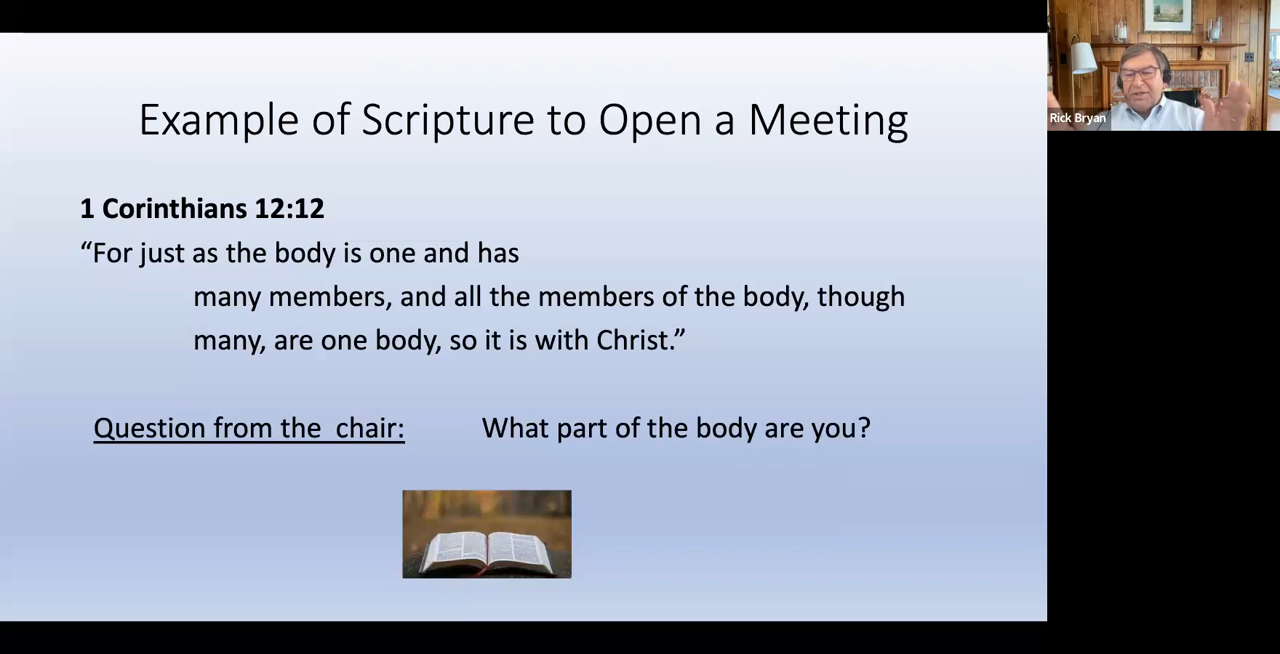 Example of Scripture to Open a Meeting
1 Corinthians 12:12
“For just as the body is one and has
many members, and all the members of the body, though
many, are one body, so it is with Christ.”
Question from the  chair: What part of the body are you?
Rick Bryan